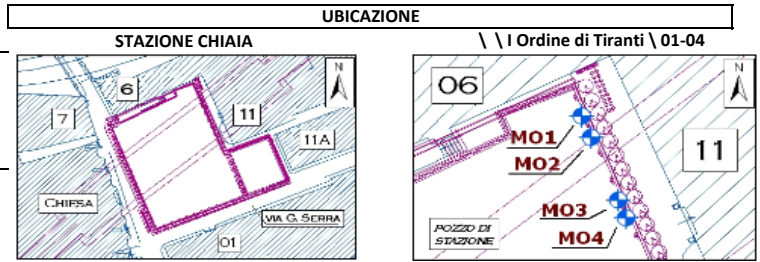 UBICAZIONE
STAZIONE CHIAIA
\ \ I Ordine di Tiranti \ 01-04
N
6
7
11
11A
CHIESA
VIA G. SERRA
01
N
06
MO1
MO2
11
MO3
POZZO DI
STAZIONE
MO4